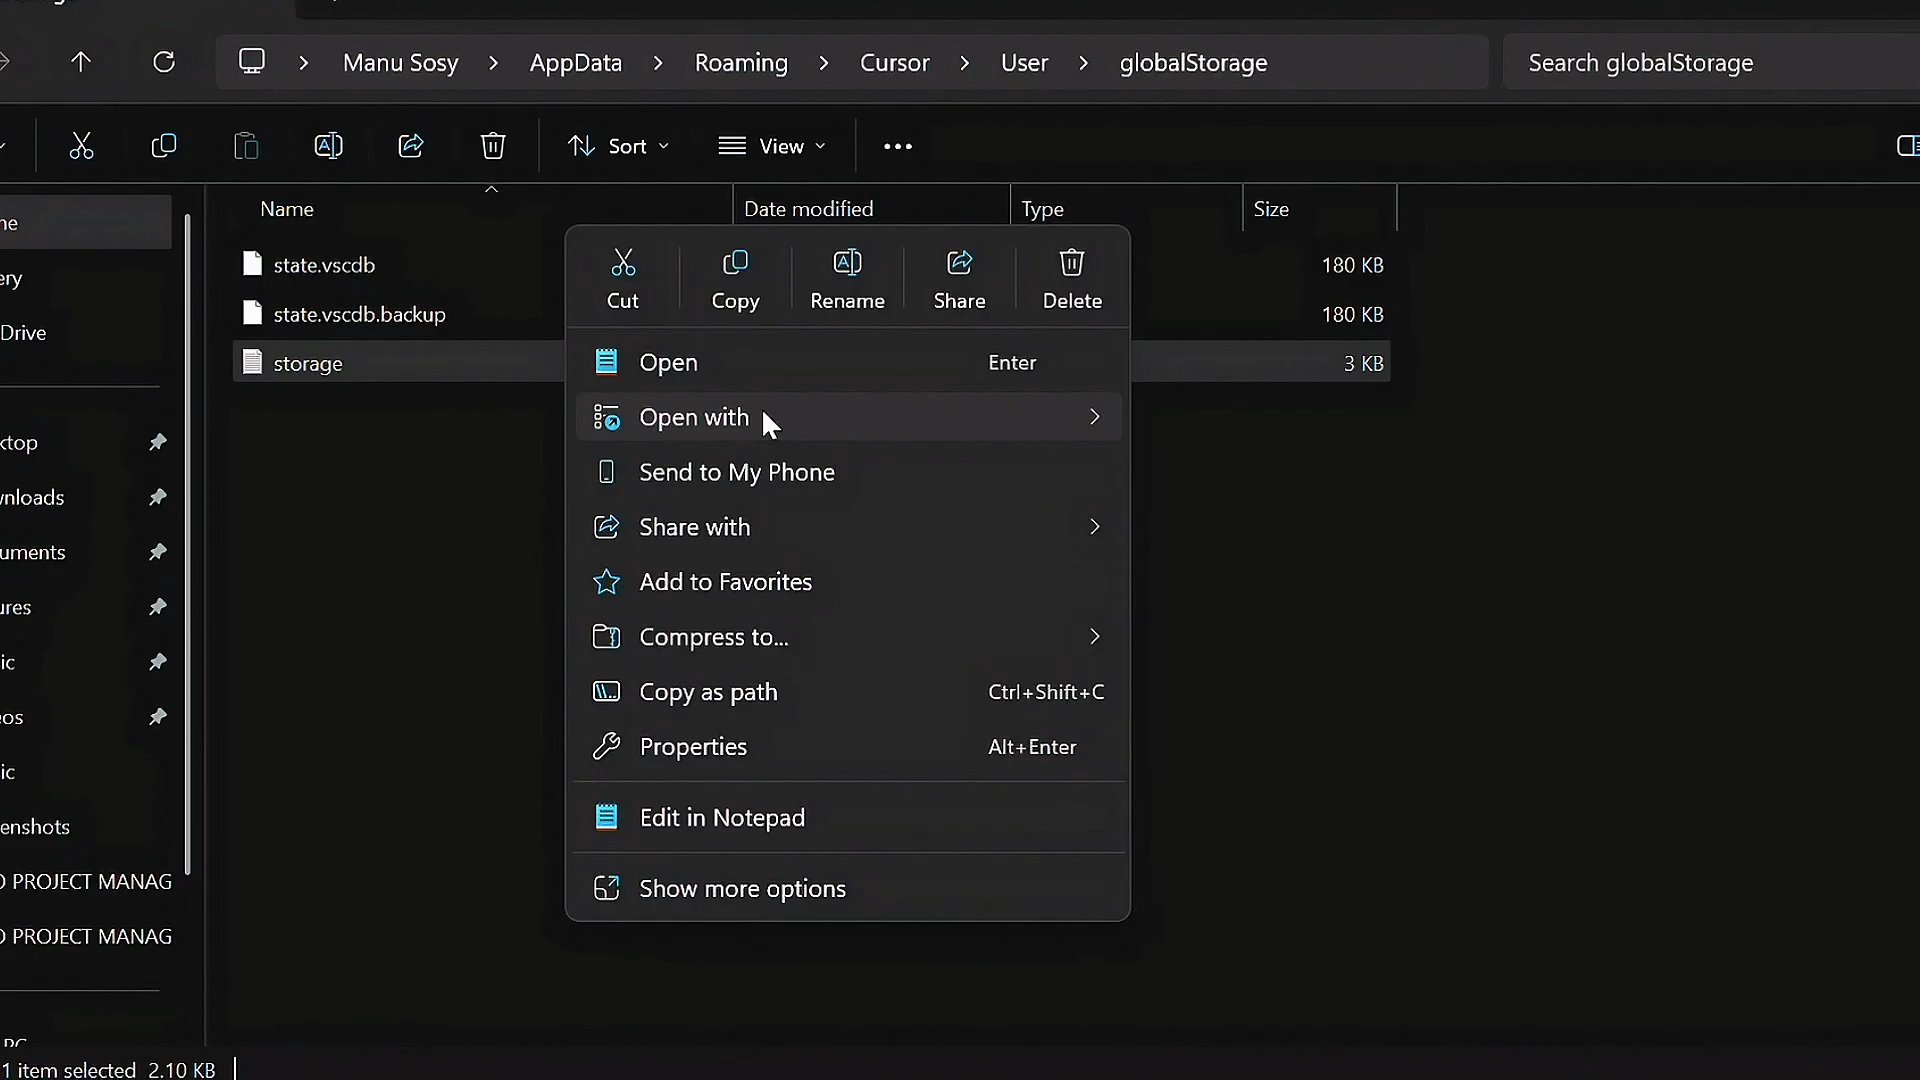 Manu Sosy
AppData
Roaming
Cursor
User
globalStorage
Search globalStorage
Sort
View
Name
Date modified
Type
Size
state.vscdb
180 KB
state.vscdb.backup
180 KB
storage
3 KB
Cut
Copy
Rename
Share
Delete
Open
Enter
Open with
Send to My Phone
Share with
Add to Favorites
Compress to...
Copy as path
Ctrl+Shift+C
Properties
Alt+Enter
Edit in Notepad
Show more options
ne
ery
Drive
ktop
wnloads
uments
ures
ic
os
ic
enshots
PROJECT MANAG
PROJECT MANAG
PC
1 item selected 2.10 KB